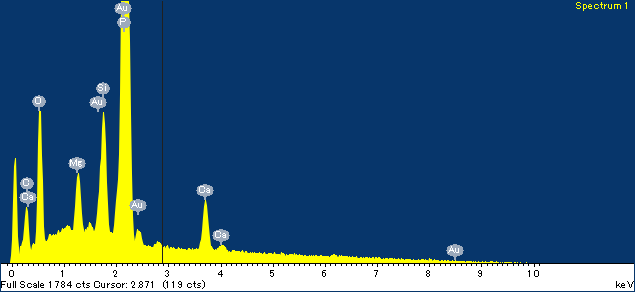 Spectrum 1
Au
P
Si
Au
O
Mg
C
Ca
Au
Ca
Ca
Au
0 1 2 3 4 5 6 7 8 9 10
Full Scale 1784 cts Cursor: 2.871 (119 cts) keV